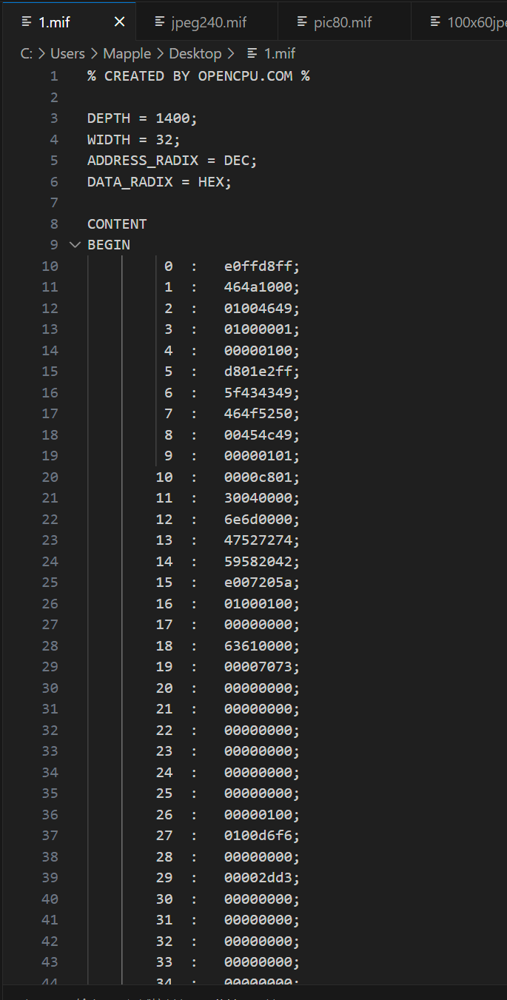 1.mif × jpeg240.mif pic80.mif 100x60jpe
C: > Users > Mapple > Desktop > 1.mif
1 % CREATED BY OPENCPU.COM %
2
3 DEPTH = 1400;
4 WIDTH = 32;
5 ADDRESS_RADIX = DEC;
6 DATA_RADIX = HEX;
7
8 CONTENT
9 BEGIN
10 0 : e0ffd8ff;
11 1 : 464a1000;
12 2 : 01004649;
13 3 : 01000001;
14 4 : 00000100;
15 5 : d801e2ff;
16 6 : 5f434349;
17 7 : 464f5250;
18 8 : 00454c49;
19 9 : 00000101;
20 10 : 0000c801;
21 11 : 30040000;
22 12 : 6e6d0000;
23 13 : 47527274;
24 14 : 59582042;
25 15 : e007205a;
26 16 : 01000100;
27 17 : 00000000;
28 18 : 63610000;
29 19 : 00007073;
30 20 : 00000000;
31 21 : 00000000;
32 22 : 00000000;
33 23 : 00000000;
34 24 : 00000000;
35 25 : 00000000;
36 26 : 00000100;
37 27 : 0100d6f6;
38 28 : 00000000;
39 29 : 00002dd3;
40 30 : 00000000;
41 31 : 00000000;
42 32 : 00000000;
43 33 : 00000000;
44 34 : 00000000;